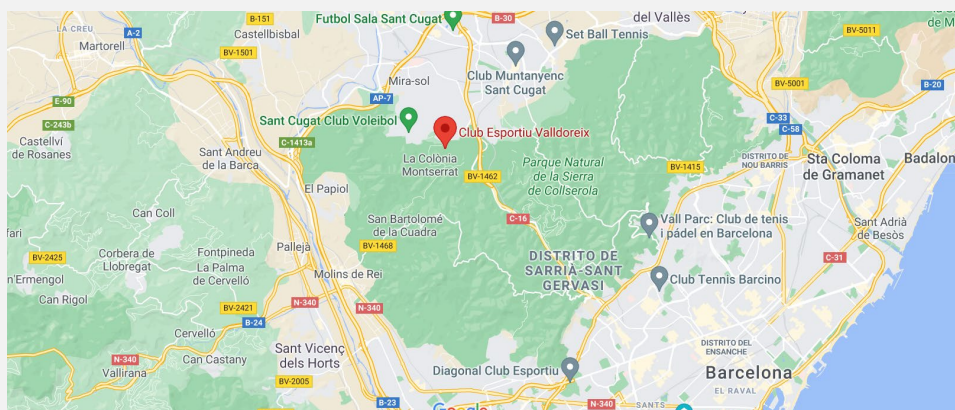 B-151
Futbol Sala Sant Cugat
B-30
del Vallès
LA CREU
A-2
Castellbisbal
Set Ball Tennis
BV-5011
Martorell
BV-1501
Club Muntanyenc
Sant Cugat
Mira-sol
BV-5001
B-20
E-90
AP-7
C-243b
Sant Cugat Club Voleibol
Club Esportiu Valldoreix
C-33
C-58
Castellví
de Rosanes
C-1413a
Sant Andreu
de la Barca
La Colònia
Montserrat
Parque Natural
de la Sierra
de Collserola
BV-1415
DISTRITO DE
NOU BARRIS
Sta Coloma
de Gramanet
Badalon
BV-1462
El Papiol
Can Coll
San Bartolomé
de la Cuadra
C-16
Vall Parc: Club de tenis
i pádel en Barcelona
Sant Adrià
de Besòs
fari
Pallejà
BV-1468
BV-2425
Corbera de
Llobregat
Fontpineda
La Palma
de Cervelló
DISTRITO DE
SARRIÀ-SANT
GERVASI
C-31
n'Ermengol
Molins de Rei
Club Tennis Barcino
Can Rigol
BV-2421
N-340
N-340
B-24
Cervelló
Sant Vicenç
dels Horts
DISTRITO DEL
ENSANCHE
N-340
Can Castany
Vallirana
Diagonal Club Esportiu
Barcelona
BV-2005
EL RAVAL
B-23
Google
N-340
SANTS